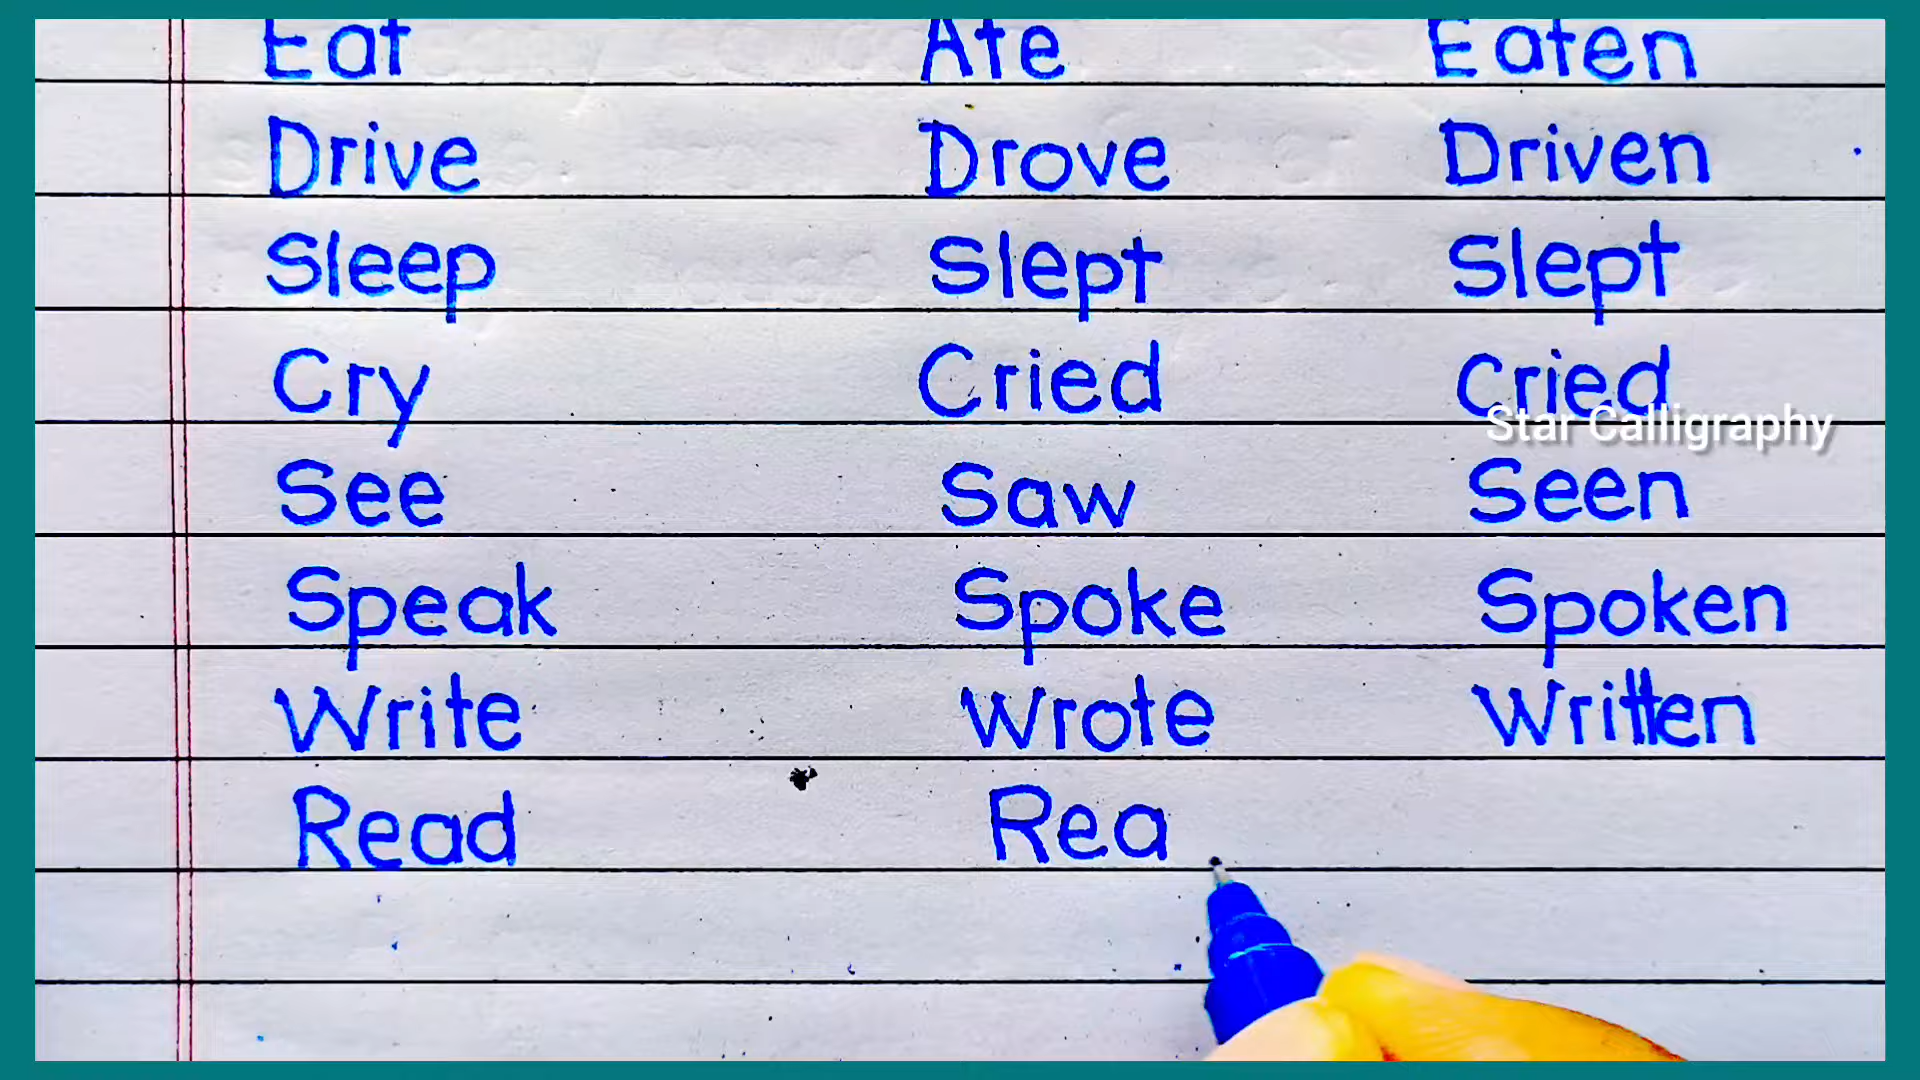 Eat Ate Eaten
Drive Drove Driven
Sleep Slept Slept
Cry Cried Cried
Star Calligraphy
See Saw Seen
Speak Spoke Spoken
Write Wrote Written
Read Rea